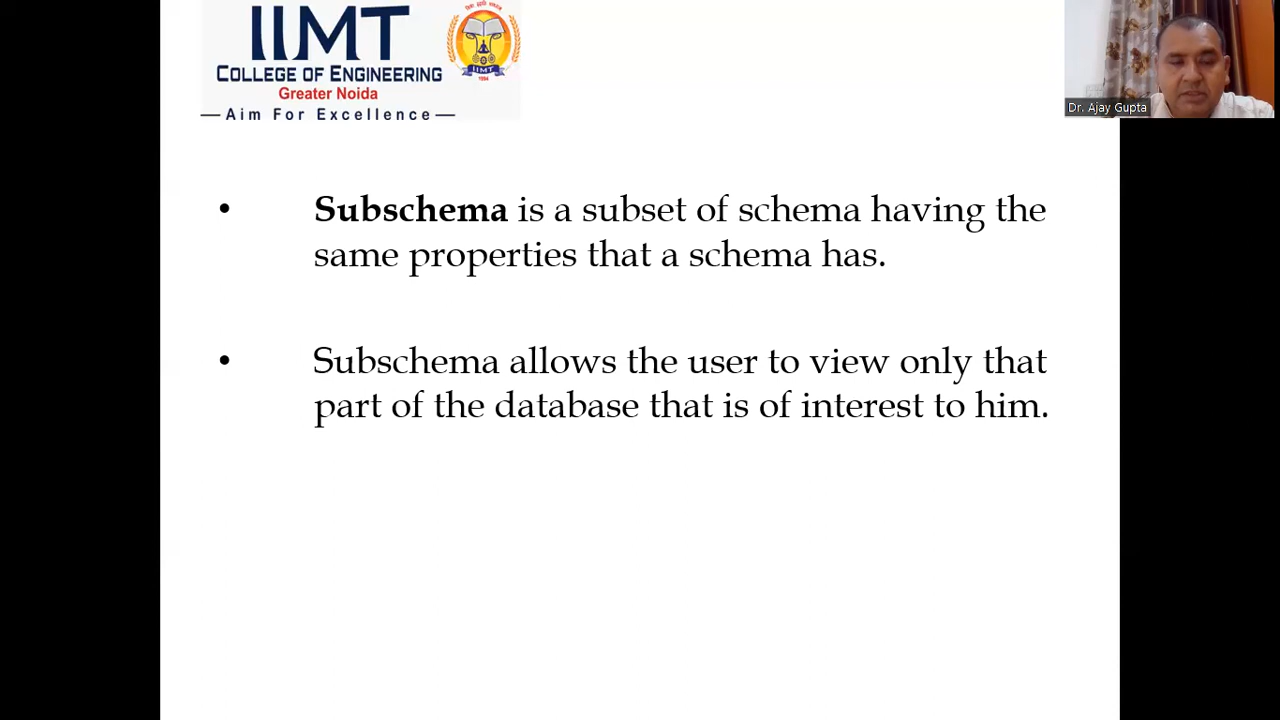 IIMT
COLLEGE OF ENGINEERING
Greater Noida
—Aim For Excellence—
IIMT
Dr. Ajay Gupta
• Subschema is a subset of schema having the
same properties that a schema has.
• Subschema allows the user to view only that
part of the database that is of interest to him.